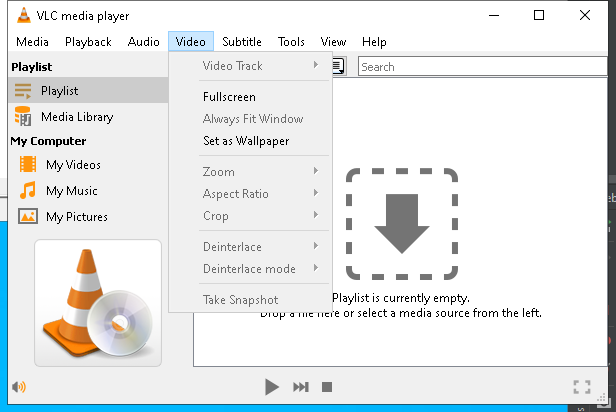 VLC media player
Media Playback Audio Video Subtitle Tools View Help
Playlist
Playlist
Media Library
My Computer
My Videos
My Music
My Pictures
Video Track
Fullscreen
Always Fit Window
Set as Wallpaper
Zoom
Aspect Ratio
Crop
Deinterlace
Deinterlace mode
Take Snapshot
Search
Playlist is currently empty.
Drop a file here or select a media source from the left.